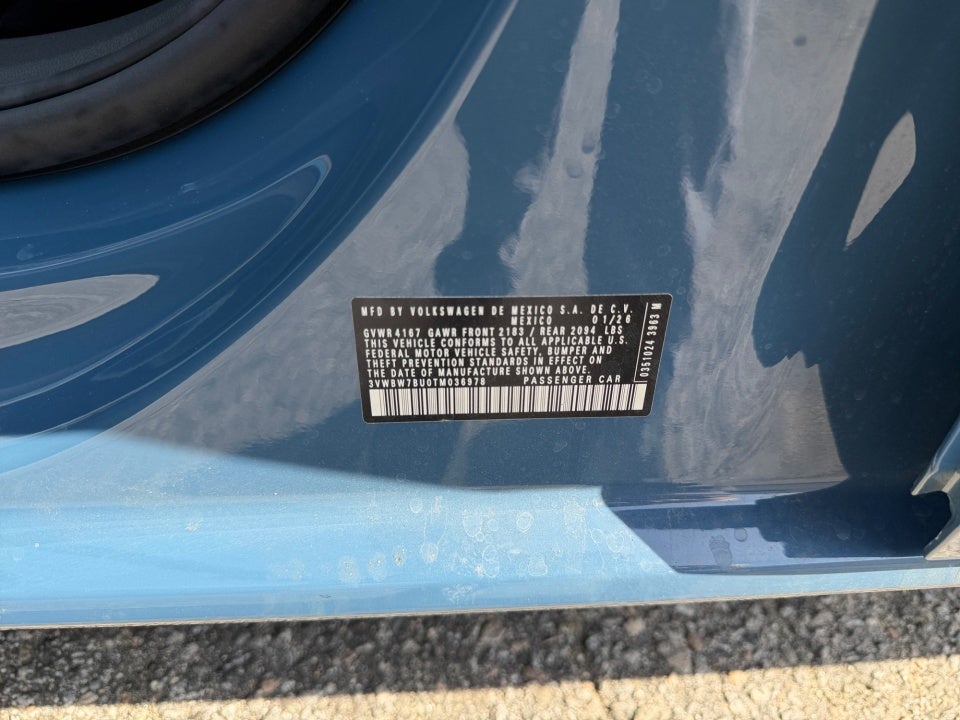 MFD BY VOLKSWAGEN DE MEXICO S.A. DE C.V.
MEXICO 01/26
GVWR 4167 GAWR FRONT 2183 / REAR 2094 LBS
THIS VEHICLE CONFORMS TO ALL APPLICABLE U.S.
FEDERAL MOTOR VEHICLE SAFETY, BUMPER AND
THEFT PREVENTION STANDARDS IN EFFECT ON
THE DATE OF MANUFACTURE SHOWN ABOVE.
3VWBW7BU0TM036978 PASSENGER CAR
0351024 3963 M